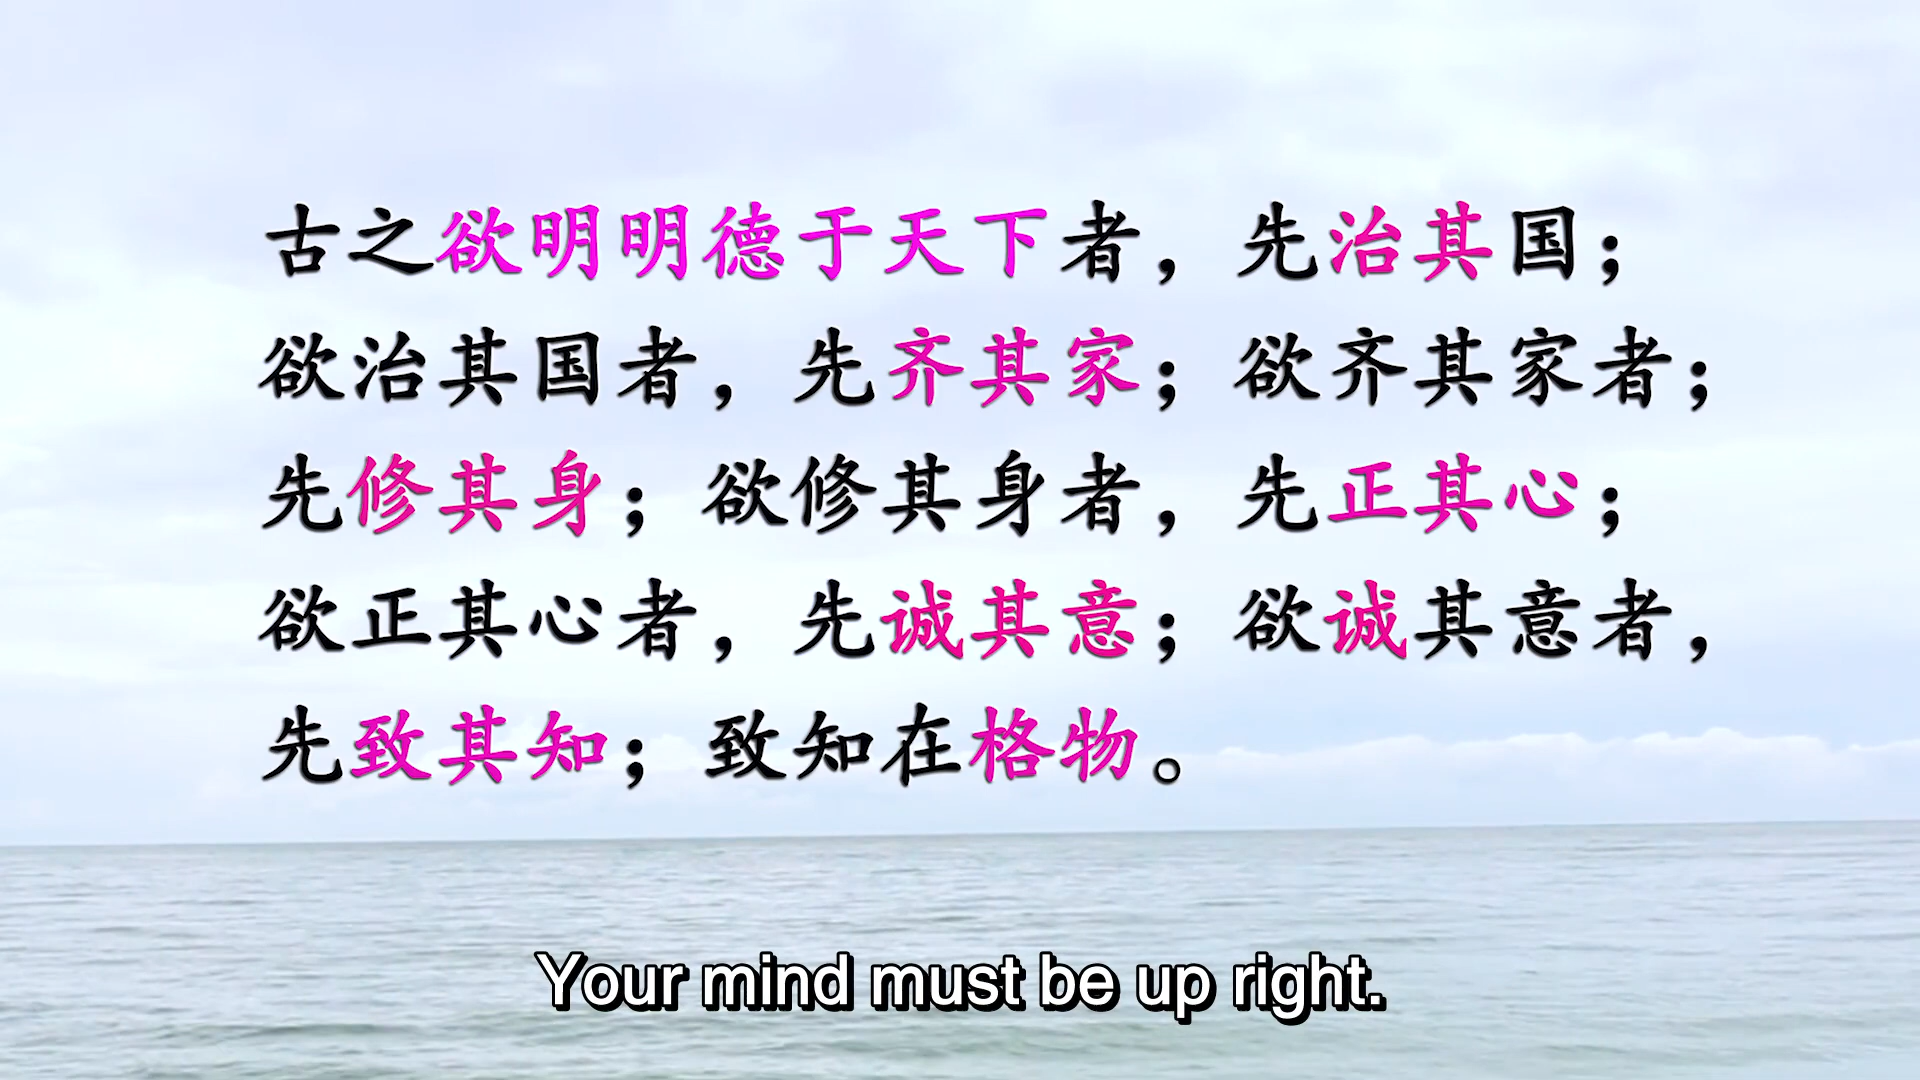 古之欲明明德于天下者，先治其国；
欲治其国者，先齐其家；欲齐其家者；
先修其身；欲修其身者，先正其心；
欲正其心者，先诚其意；欲诚其意者，
先致其知；致知在格物。
Your mind must be up right.